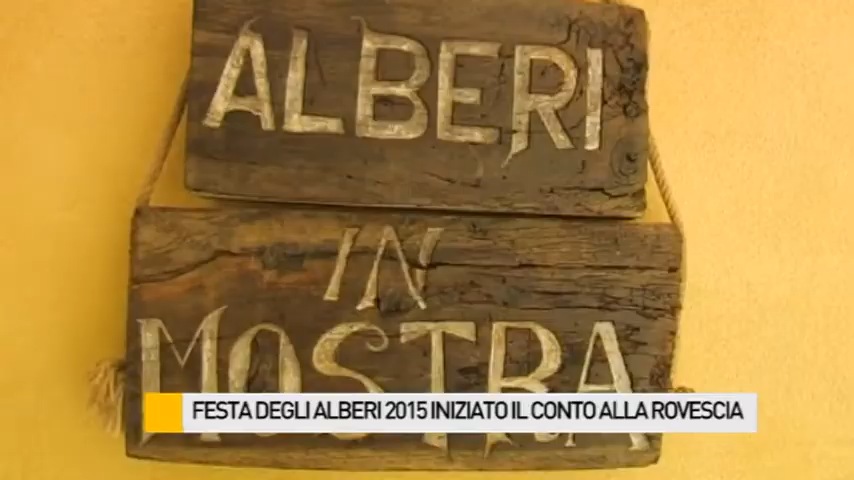 ALBERI
IN
MOSTRA
FESTA DEGLI ALBERI 2015 INIZIATO IL CONTO ALLA ROVESCIA